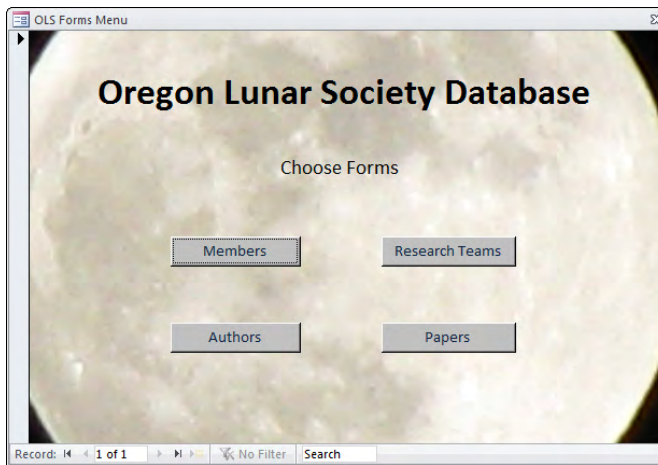 OLS Forms Menu
Oregon Lunar Society Database
Choose Forms
Members Research Teams
Authors Papers
Record: 1 of 1 No Filter Search